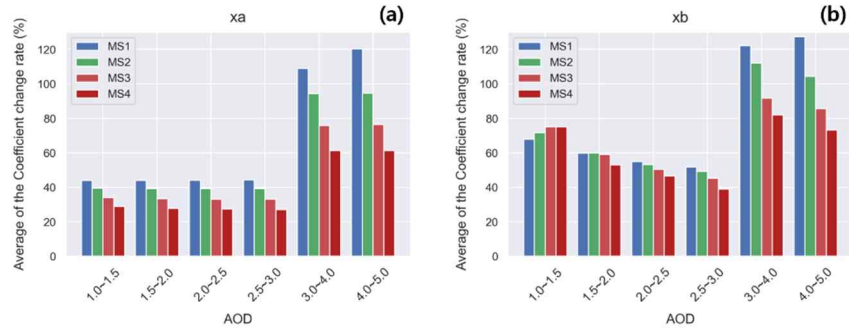 xa
(a)
Average of the Coefficient change rate (%)
120
100
80
60
40
20
0
MS1
MS2
MS3
MS4
1.0~1.5
1.5~2.0
2.0~2.5
2.5~3.0
3.0~4.0
4.0~5.0
AOD
xb
(b)
Average of the Coefficient change rate (%)
120
100
80
60
40
20
0
MS1
MS2
MS3
MS4
1.0~1.5
1.5~2.0
2.0~2.5
2.5~3.0
3.0~4.0
4.0~5.0
AOD